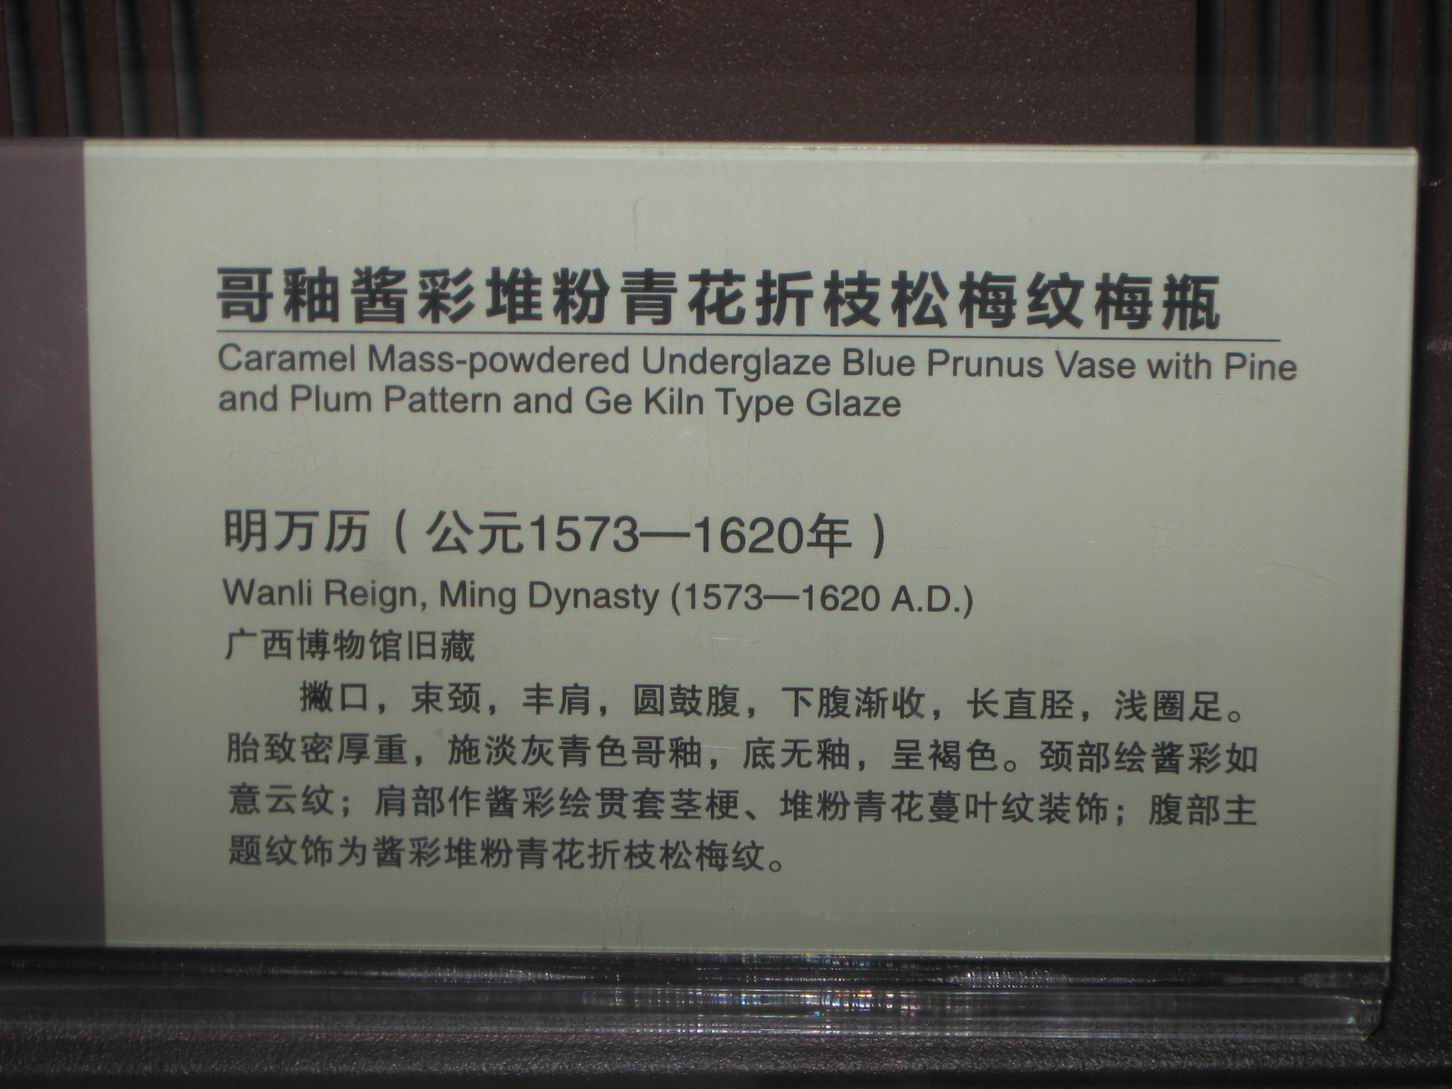 哥釉酱彩堆粉青花折枝松梅纹梅瓶
Caramel Mass-powdered Underglaze Blue Prunus Vase with Pine
and Plum Pattern and Ge Kiln Type Glaze
明万历（公元1573—1620年）
Wanli Reign, Ming Dynasty (1573—1620 A.D.)
广西博物馆旧藏
撇口，束颈，丰肩，圆鼓腹，下腹渐收，长直胫，浅圈足。
胎致密厚重，施淡灰青色哥釉，底无釉，呈褐色。颈部绘酱彩如
意云纹；肩部作酱彩绘贯套茎梗、堆粉青花蔓叶纹装饰；腹部主
题纹饰为酱彩堆粉青花折枝松梅纹。